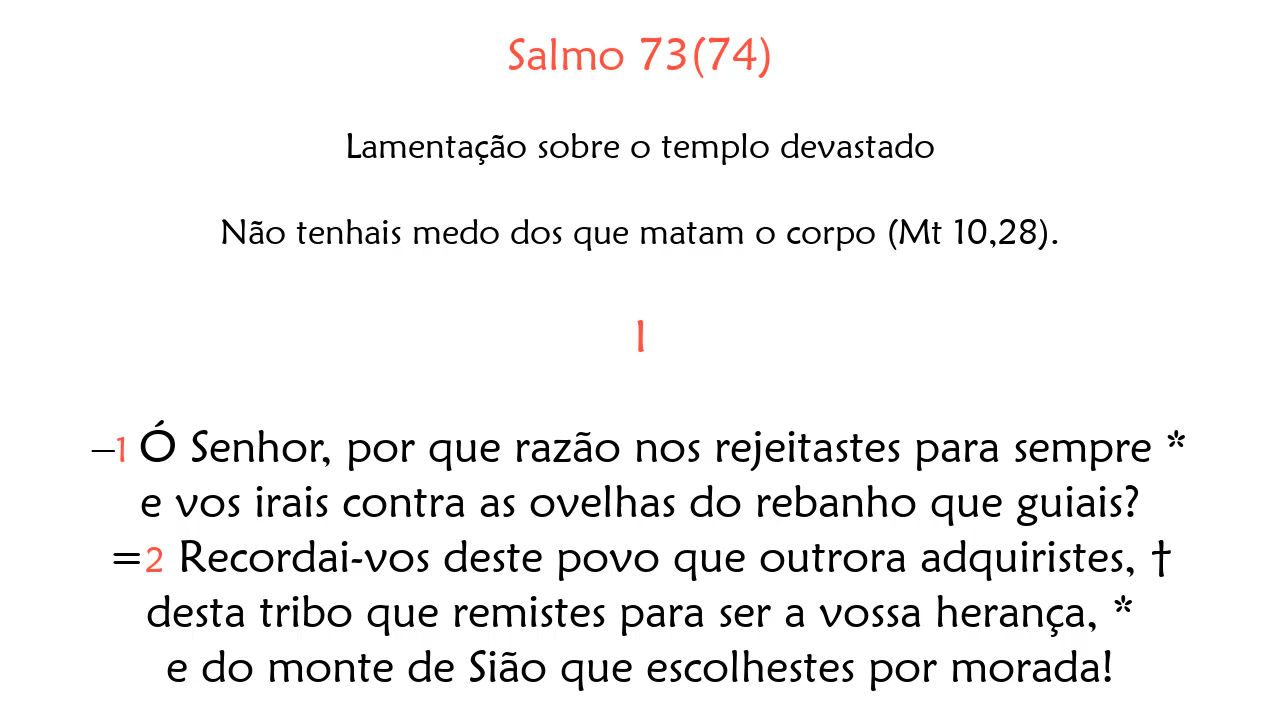 Salmo 73(74)
Lamentação sobre o templo devastado
Não tenhais medo dos que matam o corpo (Mt 10,28).
I
–1 Ó Senhor, por que razão nos rejeitastes para sempre *
e vos irais contra as ovelhas do rebanho que guiais?
=2 Recordai-vos deste povo que outrora adquiristes, †
desta tribo que remistes para ser a vossa herança, *
e do monte de Sião que escolhestes por morada!